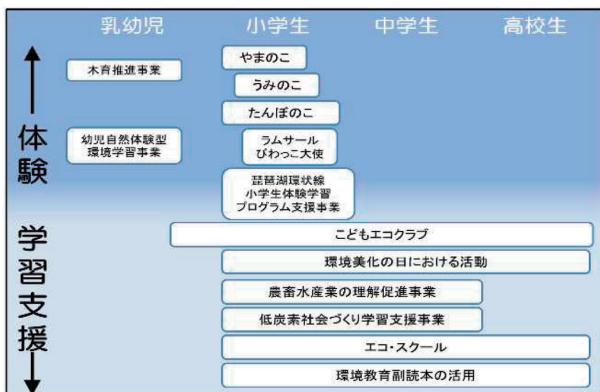 乳幼児 小学生 中学生 高校生
体験
学習支援
木育推進事業
幼児自然体験型
環境学習事業
やまのこ
うみのこ
たんぼのこ
ラムサール
びわっこ大使
琵琶湖環状線
小学生体験学習
プログラム支援事業
こどもエコクラブ
環境美化の日における活動
農畜水産業の理解促進事業
低炭素社会づくり学習支援事業
エコ・スクール
環境教育副読本の活用